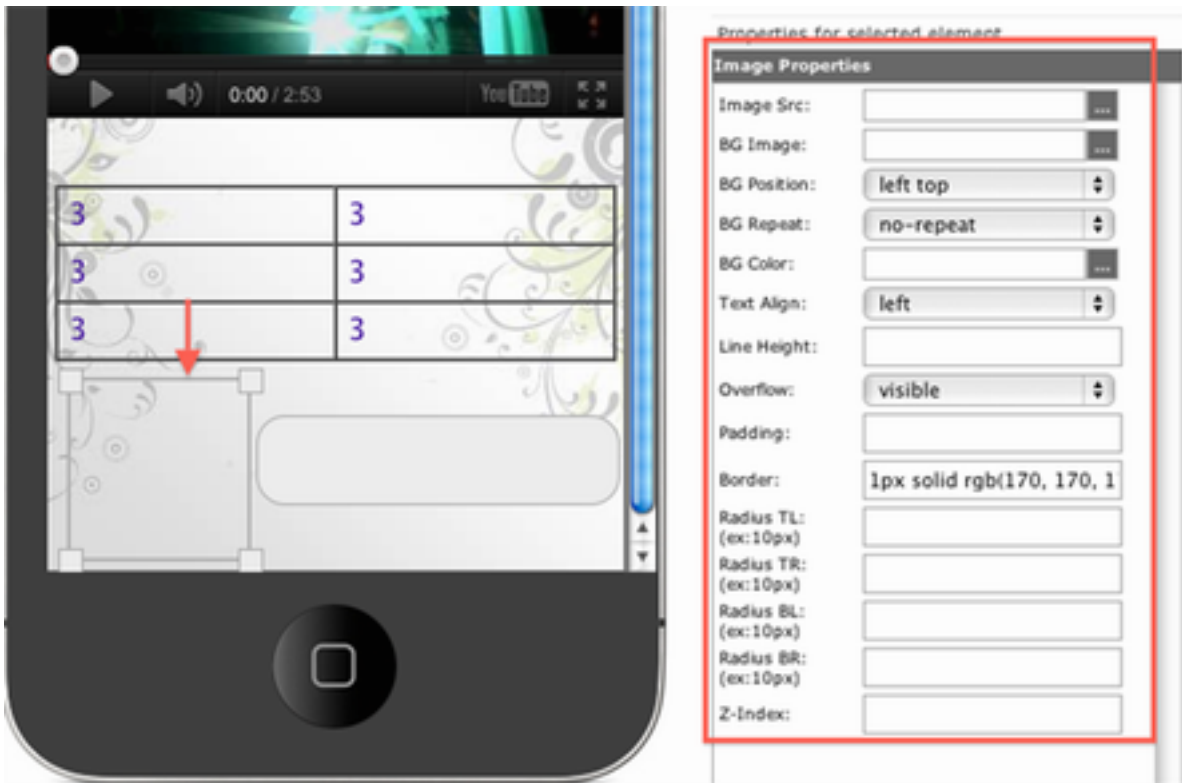 0:00 / 2:53
YouTube
3 3
3 3
3 3
Properties for selected element
Image Properties
Image Src: ...
BG Image: ...
BG Position: left top
BG Repeat: no-repeat
BG Color: ...
Text Align: left
Line Height:
Overflow: visible
Padding:
Border: 1px solid rgb(170, 170, 1
Radius TL:
(ex:10px)
Radius TR:
(ex:10px)
Radius BL:
(ex:10px)
Radius BR:
(ex:10px)
Z-Index: